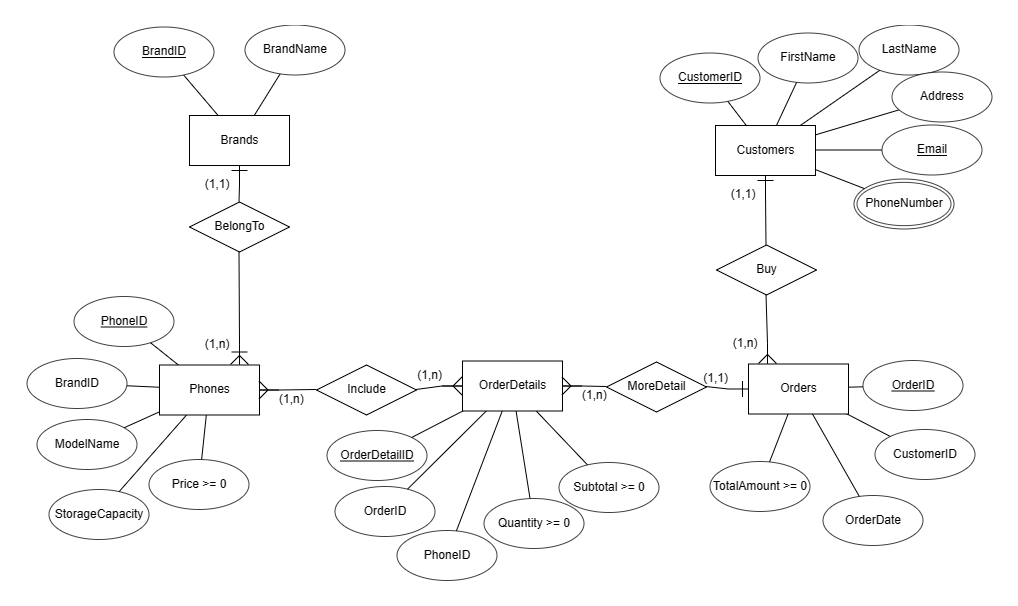 BrandID
BrandName
Brands
(1,1)
BelongTo
(1,n)
CustomerID
FirstName
LastName
Address
Email
PhoneNumber
Customers
(1,1)
Buy
(1,n)
PhoneID
BrandID
ModelName
StorageCapacity
Price >= 0
Phones
(1,n)
Include
(1,n)
OrderDetails
(1,n)
MoreDetail
(1,1)
Orders
OrderDetailID
OrderID
PhoneID
Quantity >= 0
Subtotal >= 0
OrderID
CustomerID
TotalAmount >= 0
OrderDate